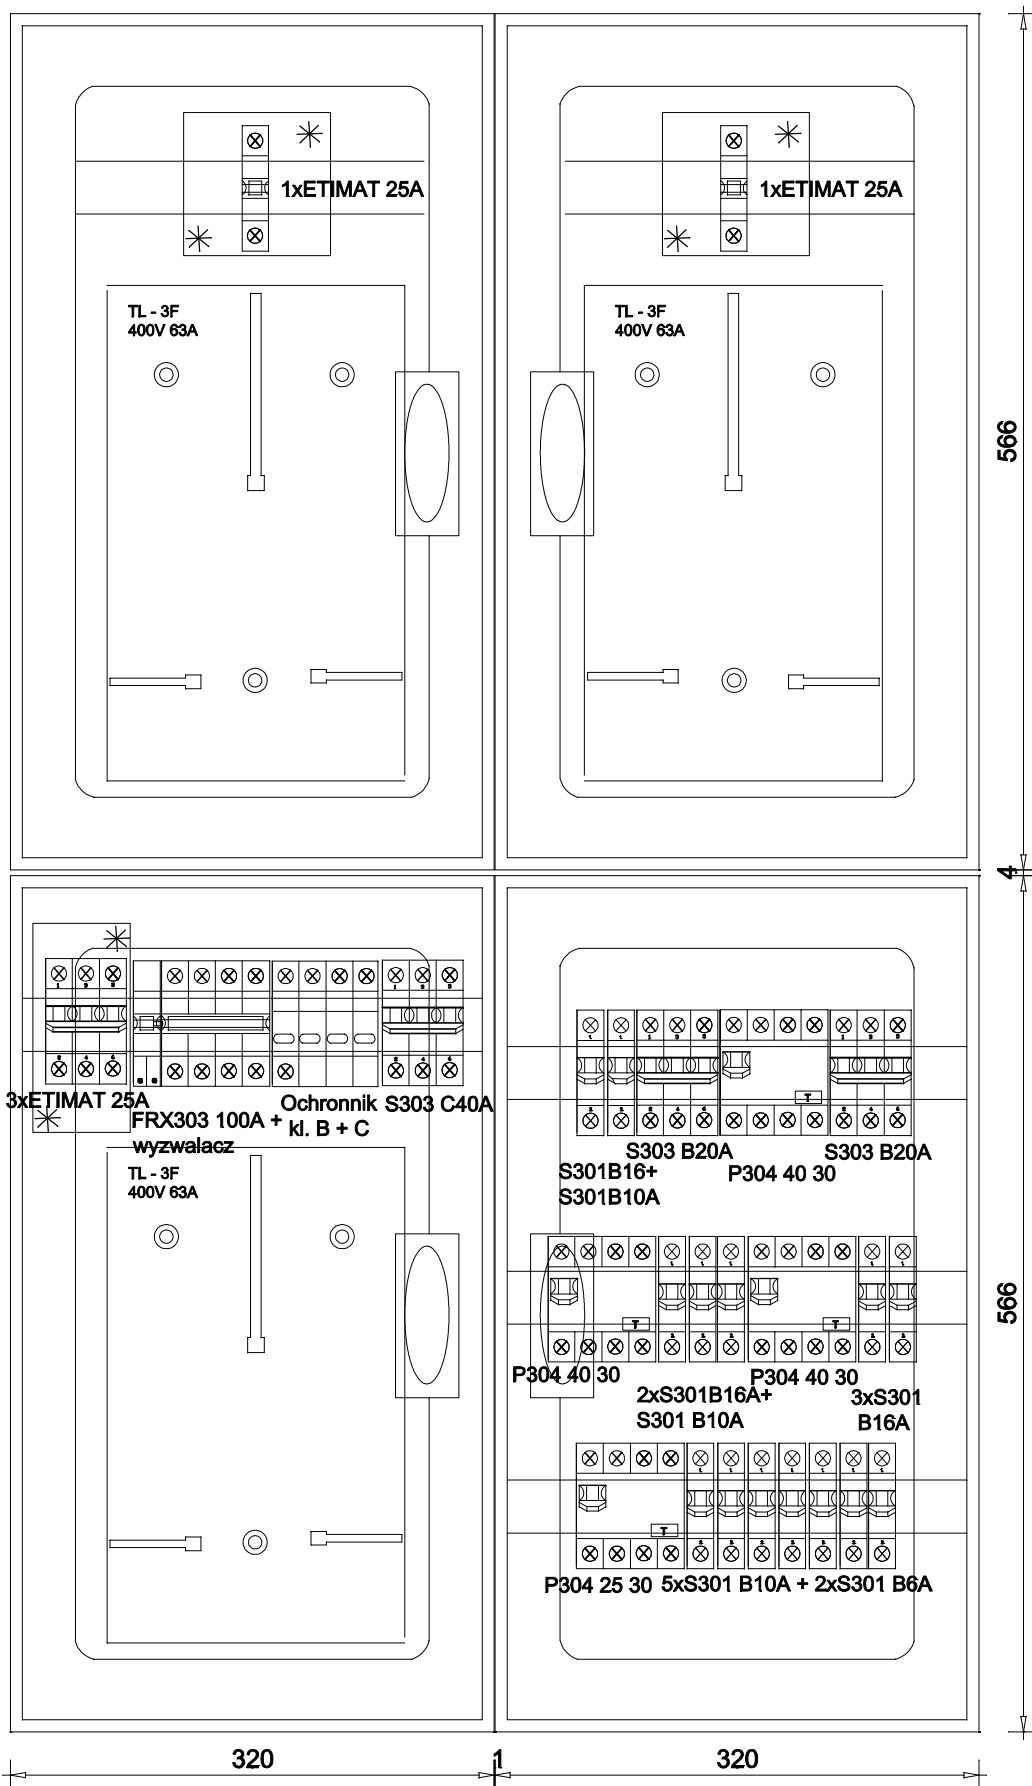 1xETIMAT 25A
1xETIMAT 25A
TL - 3F
400V 63A
TL - 3F
400V 63A
566
4
3xETIMAT 25A
FRX303 100A +
wyzwalacz
Ochronnik
kl. B + C
S303 C40A
TL - 3F
400V 63A
S301B16+
S301B10A
S303 B20A
P304 40 30
S303 B20A
T
566
T
T
P304 40 30
2xS301B16A+
S301 B10A
P304 40 30
3xS301
B16A
T
P304 25 30
5xS301 B10A + 2xS301 B6A
320
1
320